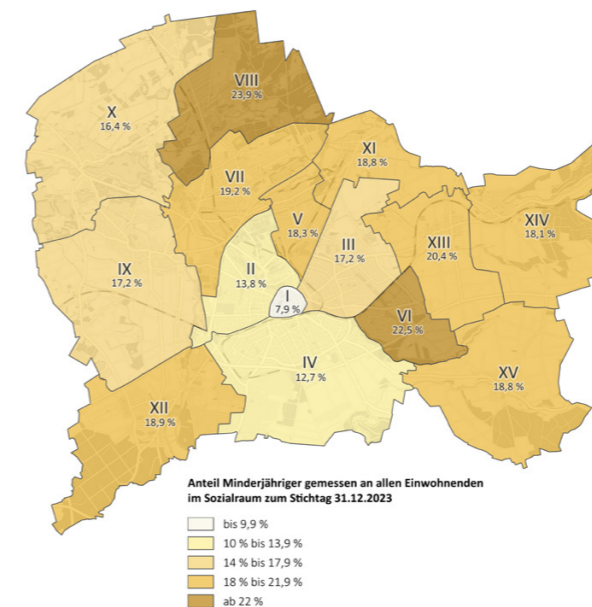 VIII
23,9 %
X
16,4 %
XI
18,8 %
VII
19,2 %
V
18,3 %
XIV
18,1 %
III
17,2 %
XIII
20,4 %
IX
17,2 %
II
13,8 %
I
7,9 %
VI
22,5 %
IV
12,7 %
XV
18,8 %
XII
18,9 %
Anteil Minderjähriger gemessen an allen Einwohnenden
im Sozialraum zum Stichtag 31.12.2023
bis 9,9 %
10 % bis 13,9 %
14 % bis 17,9 %
18 % bis 21,9 %
ab 22 %